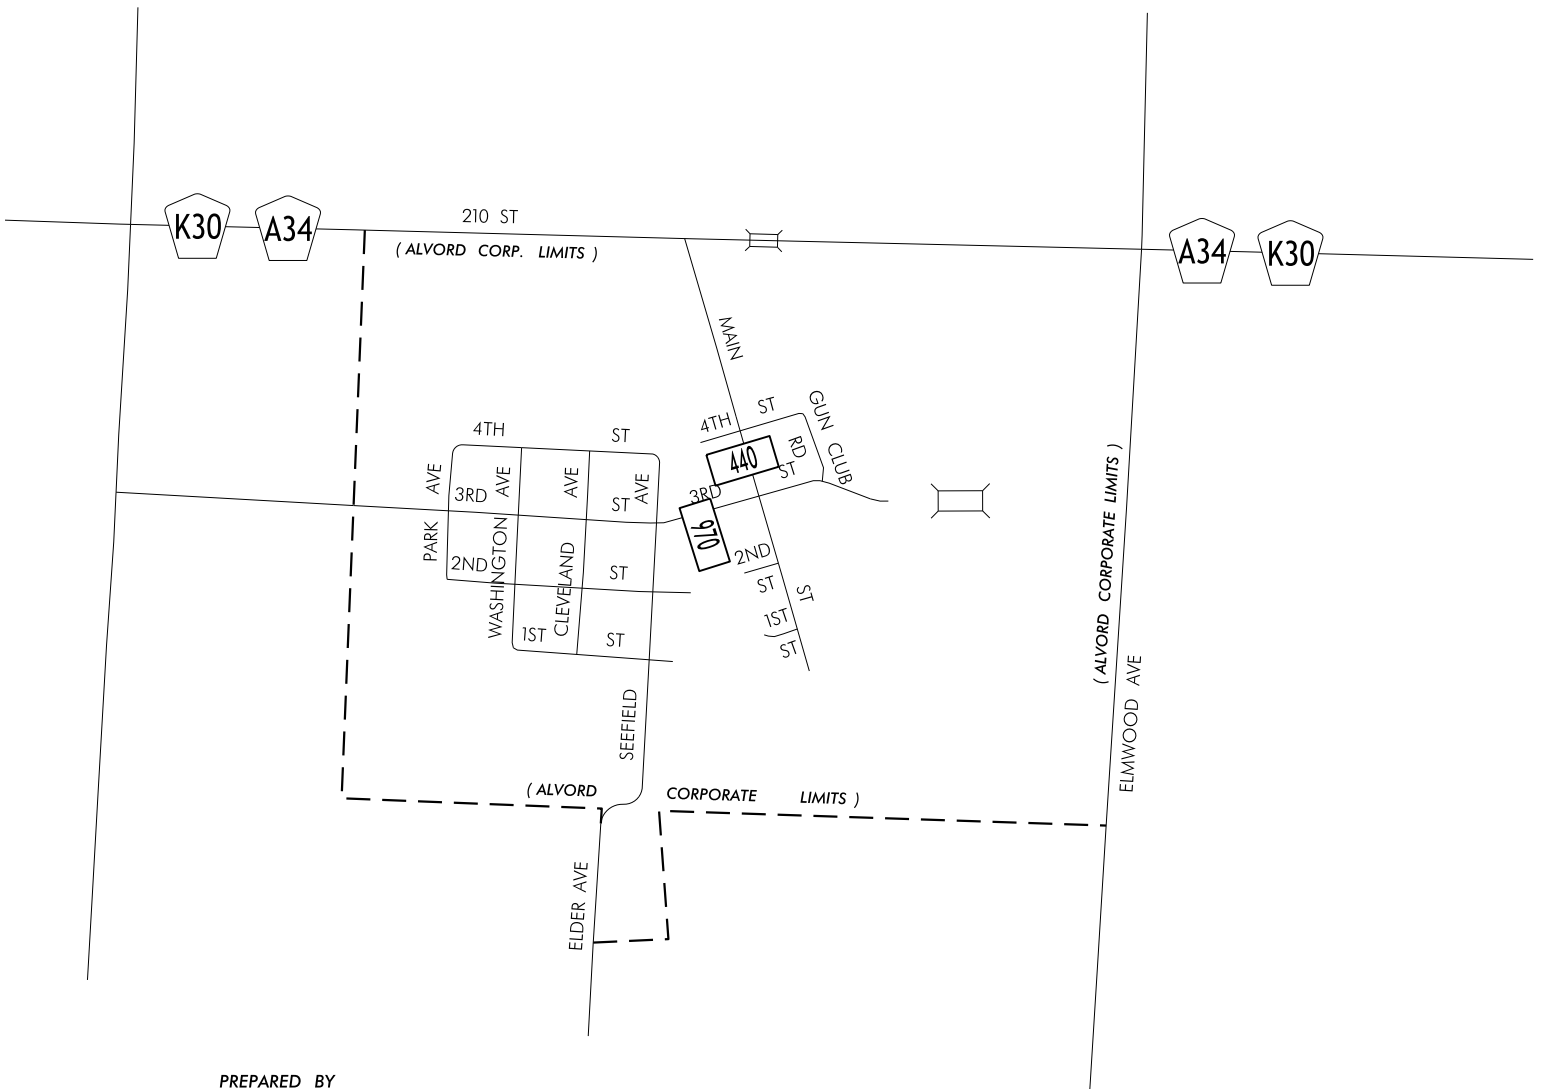 210 ST
K30
A34
( ALVORD CORP. LIMITS )
A34
K30
MAIN
ST
4TH ST
GUN CLUB
RD
440
3RD ST
970
2ND
ST
1ST
ST
4TH ST
PARK AVE
WASHINGTON AVE
CLEVELAND AVE
SEEFIELD AVE
3RD ST
2ND ST
1ST ST
( ALVORD CORPORATE LIMITS )
ELMWOOD AVE
( ALVORD CORPORATE LIMITS )
ELDER AVE
PREPARED BY